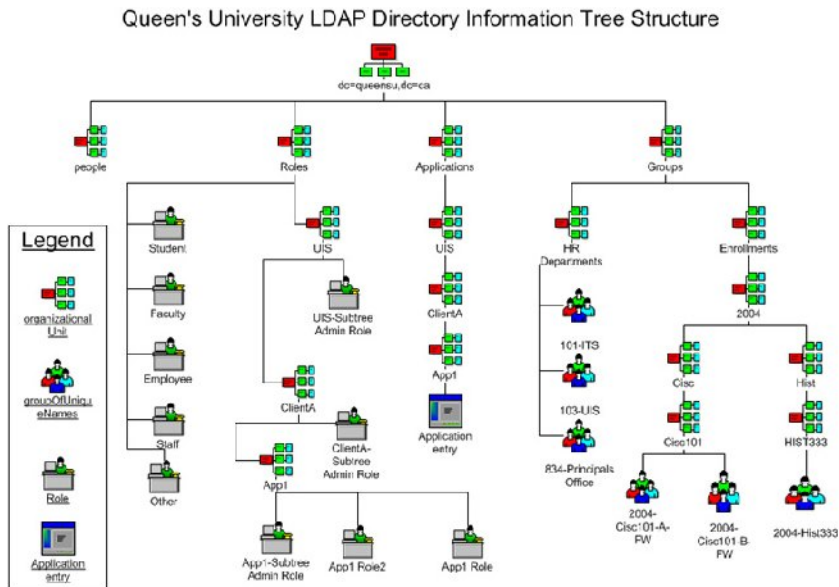 Queen's University LDAP Directory Information Tree Structure
dc=queensu,dc=ca
people
Roles
Applications
Groups
Legend
organizational
Unit
groupOfUniqu
eNames
Role
Application
entry
Student
Faculty
Employee
Staff
Other
UIS
UIS-Subtree
Admin Role
ClientA
ClientA-
Subtree
Admin Role
App1
App1-Subtree
Admin Role
App1 Role2
App1 Role
UIS
ClientA
App1
Application
entry
HR
Departments
101-ITS
103-UIS
834-Principals
Office
Enrollments
2004
Cisc
Hist
Cisc101
HIST333
2004-
Cisc101-A-
FW
2004-
Cisc101-B-
FW
2004-Hist333